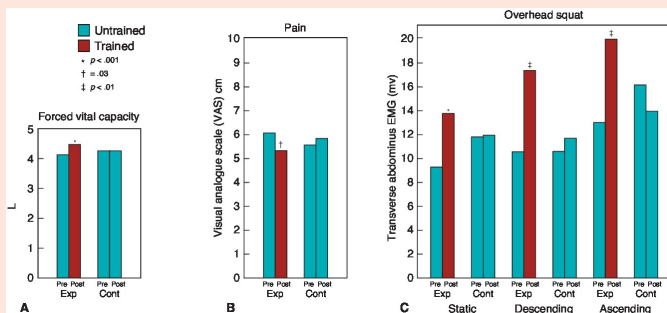 Untrained
Trained
* p < .001
† = .03
‡ p < .01
Forced vital capacity
L
5
4
3
2
1
0
*
Pre Post Pre Post
Exp Cont
A
Pain
Visual analogue scale (VAS) cm
10
9
8
7
6
5
4
3
2
1
0
†
Pre Post Pre Post
Exp Cont
B
Overhead squat
Transverse abdominus EMG (mv)
20
18
16
14
12
10
8
6
4
2
0
*
‡
‡
Pre Post Pre Post Pre Post Pre Post Pre Post Pre Post
Exp Cont Exp Cont Exp Cont
Static Descending Ascending
C